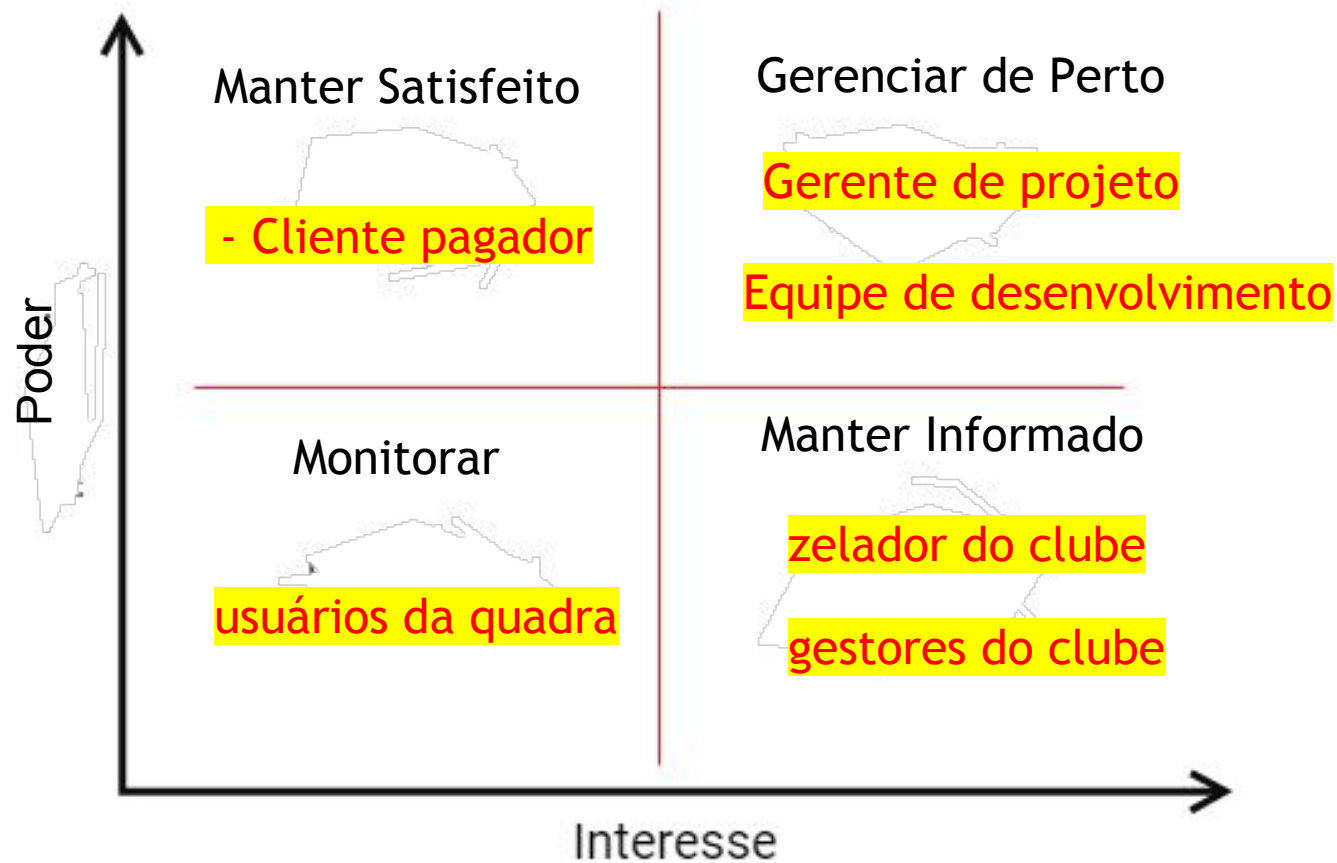 Manter Satisfeito
- Cliente pagador
Gerenciar de Perto
Gerente de projeto
Equipe de desenvolvimento
Poder
Monitorar
usuários da quadra
Manter Informado
zelador do clube
gestores do clube
Interesse